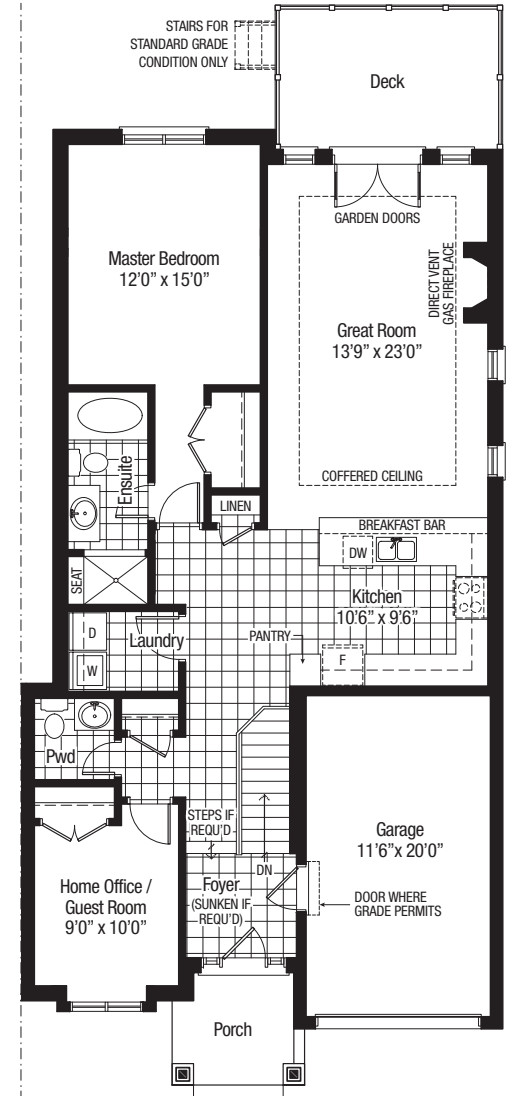 STAIRS FOR
STANDARD GRADE
CONDITION ONLY
Deck
GARDEN DOORS
Master Bedroom
12'0" x 15'0"
DIRECT VENT
GAS FIREPLACE
Great Room
13'9" x 23'0"
COFFERED CEILING
Ensuite
LINEN
BREAKFAST BAR
DW
SEAT
Kitchen
10'6" x 9'6"
D
Laundry
PANTRY
F
W
Pwd
STEPS IF
REQU'D
Garage
11'6"x 20'0"
DN
Foyer
(SUNKEN IF
REQU'D)
Home Office /
Guest Room
9'0" x 10'0"
DOOR WHERE
GRADE PERMITS
Porch